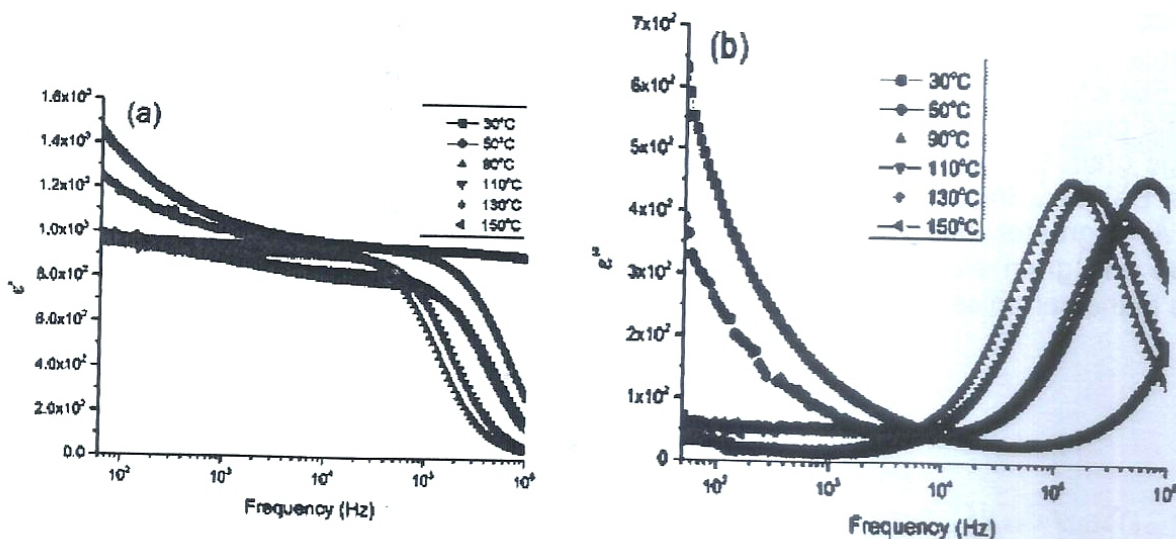 (a)
1.6x10³
1.4x10³
1.2x10³
1.0x10³
8.0x10²
6.0x10²
4.0x10²
2.0x10²
0.0
ε'
10²
10³
10⁴
10⁵
10⁶
Frequency (Hz)
30°C
50°C
90°C
110°C
130°C
150°C
(b)
7x10²
6x10²
5x10²
4x10²
3x10²
2x10²
1x10²
0
ε"
10²
10³
10⁴
10⁵
10⁶
Frequency (Hz)
30°C
50°C
90°C
110°C
130°C
150°C